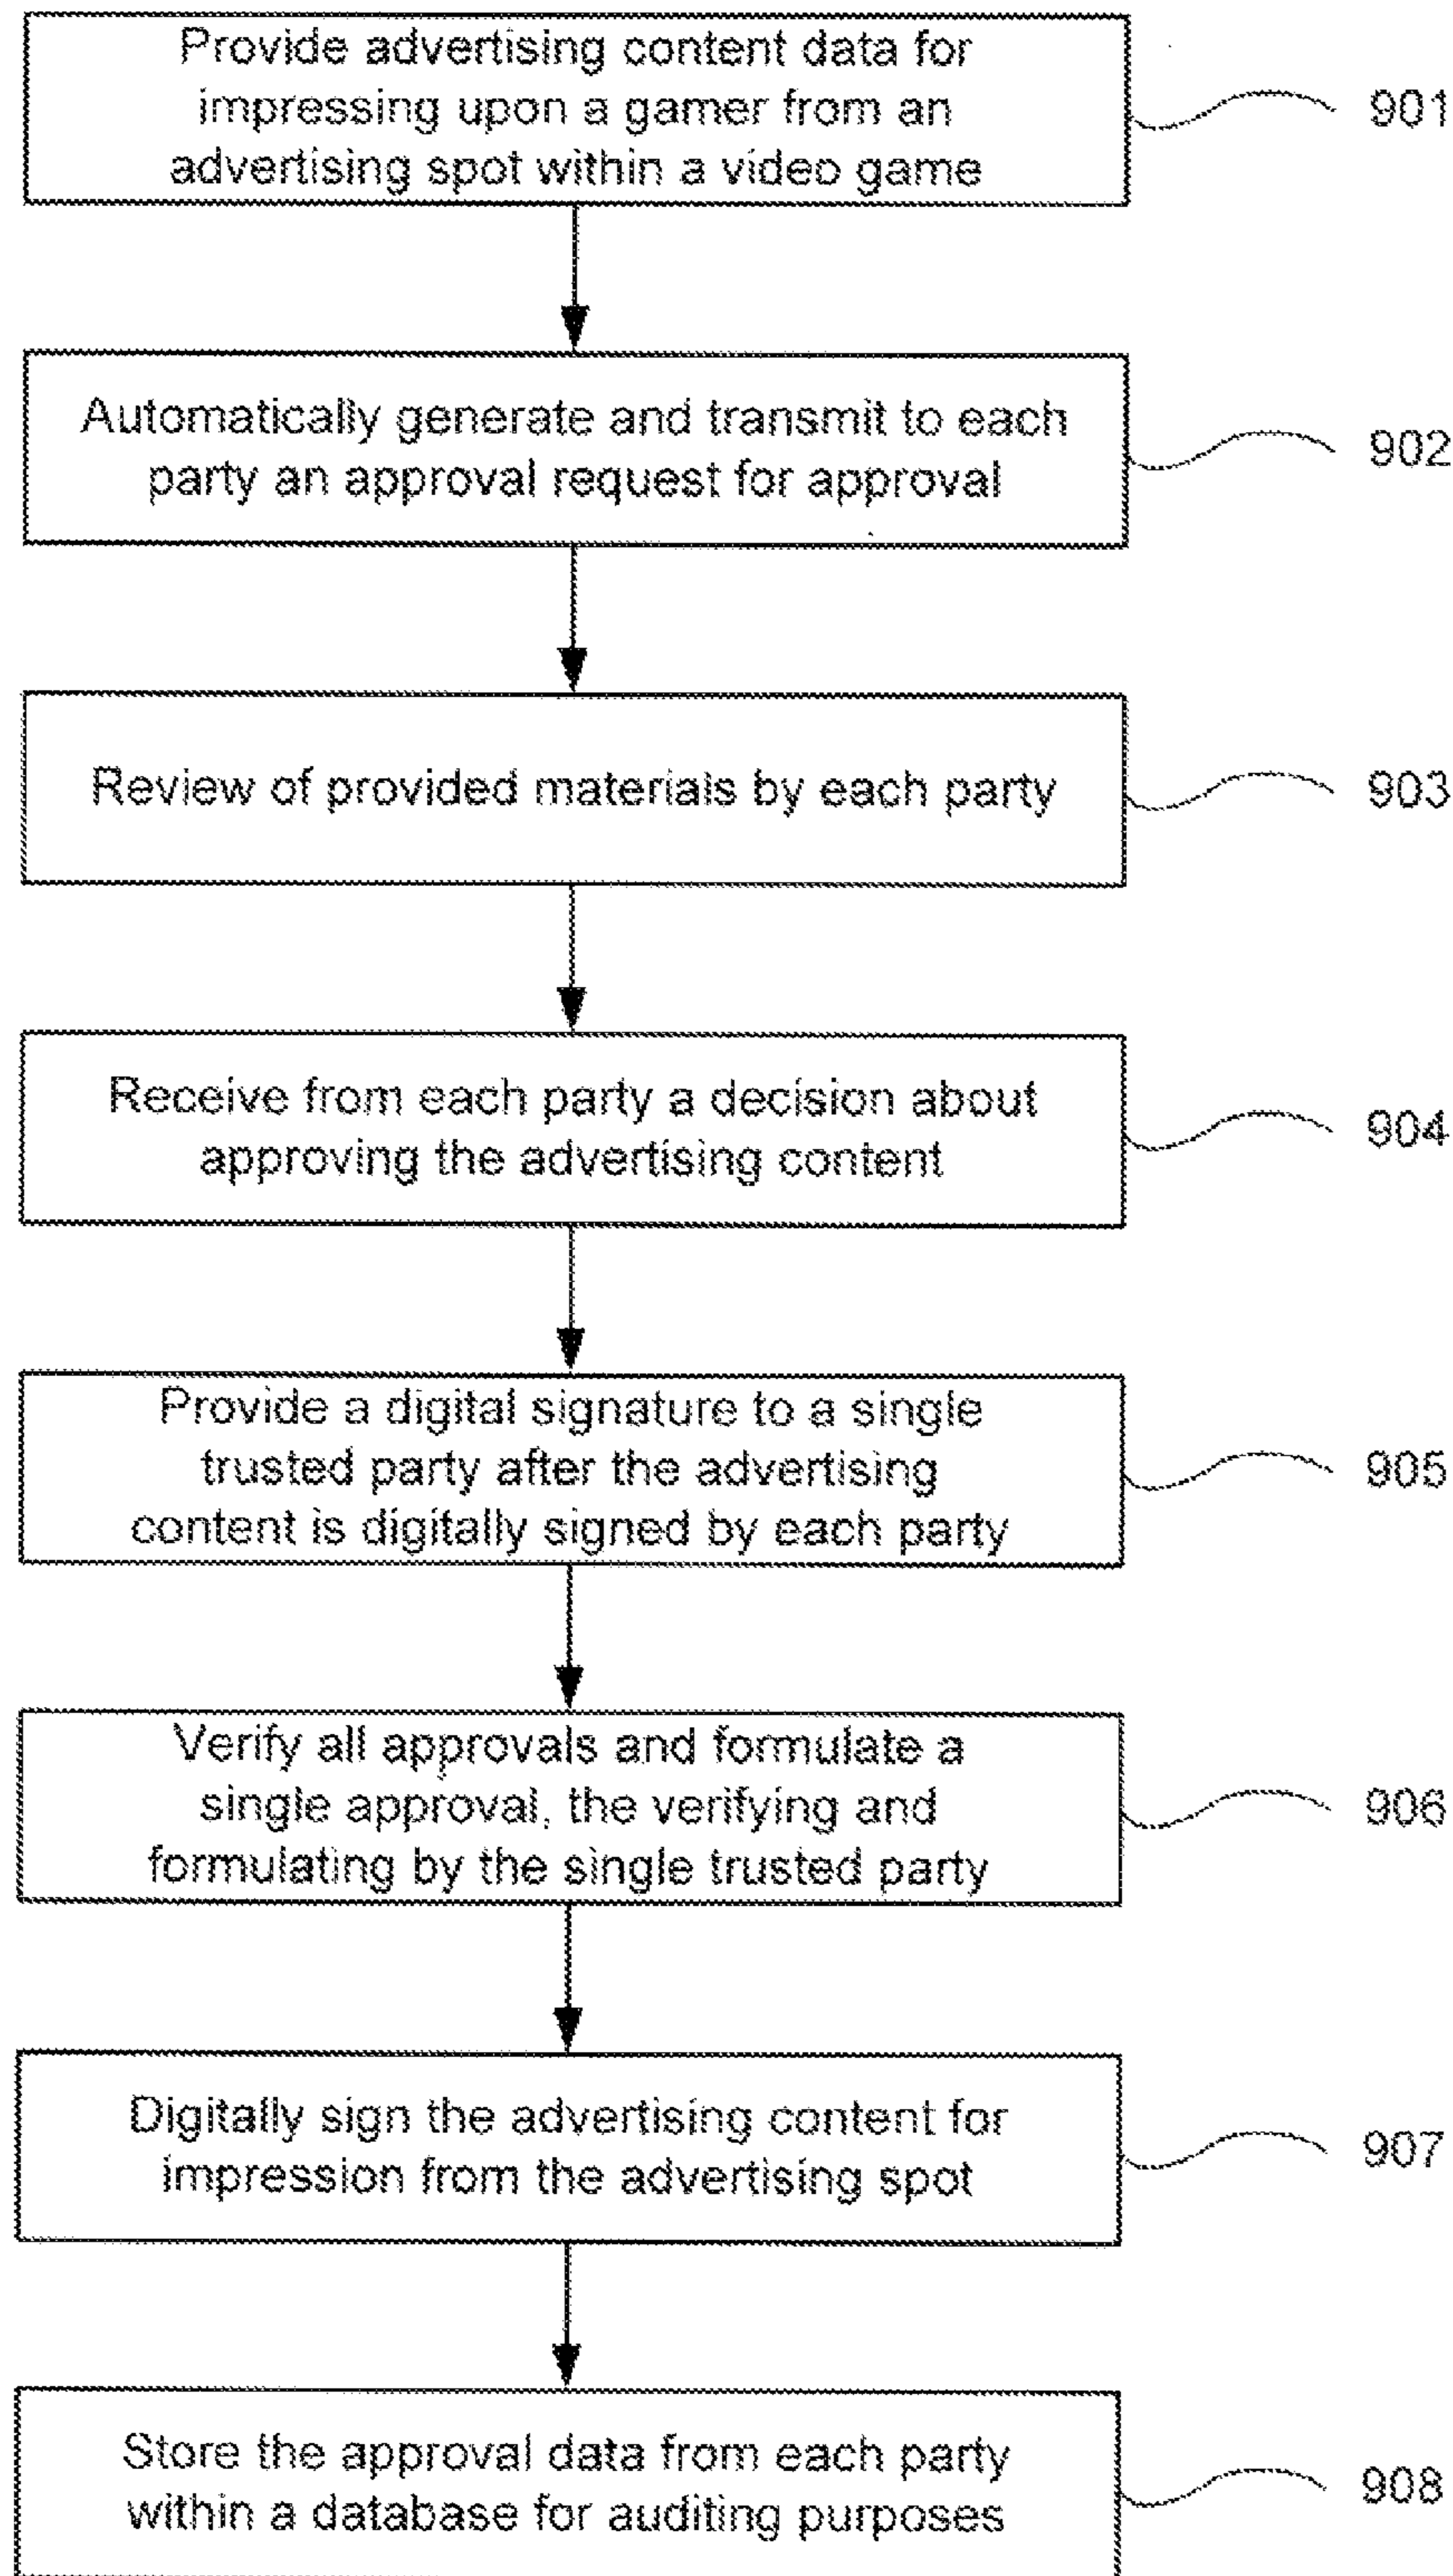 Provide advertising content data for
impressing upon a gamer from an
advertising spot within a video game
901
Automatically generate and transmit to each
party an approval request for approval
902
Review of provided materials by each party
903
Receive from each party a decision about
approving the advertising content
904
Provide a digital signature to a single
trusted party after the advertising
content is digitally signed by each party
905
Verify all approvals and formulate a
single approval, the verifying and
formulating by the single trusted party
906
Digitally sign the advertising content for
impression from the advertising spot
907
Store the approval data from each party
within a database for auditing purposes
908